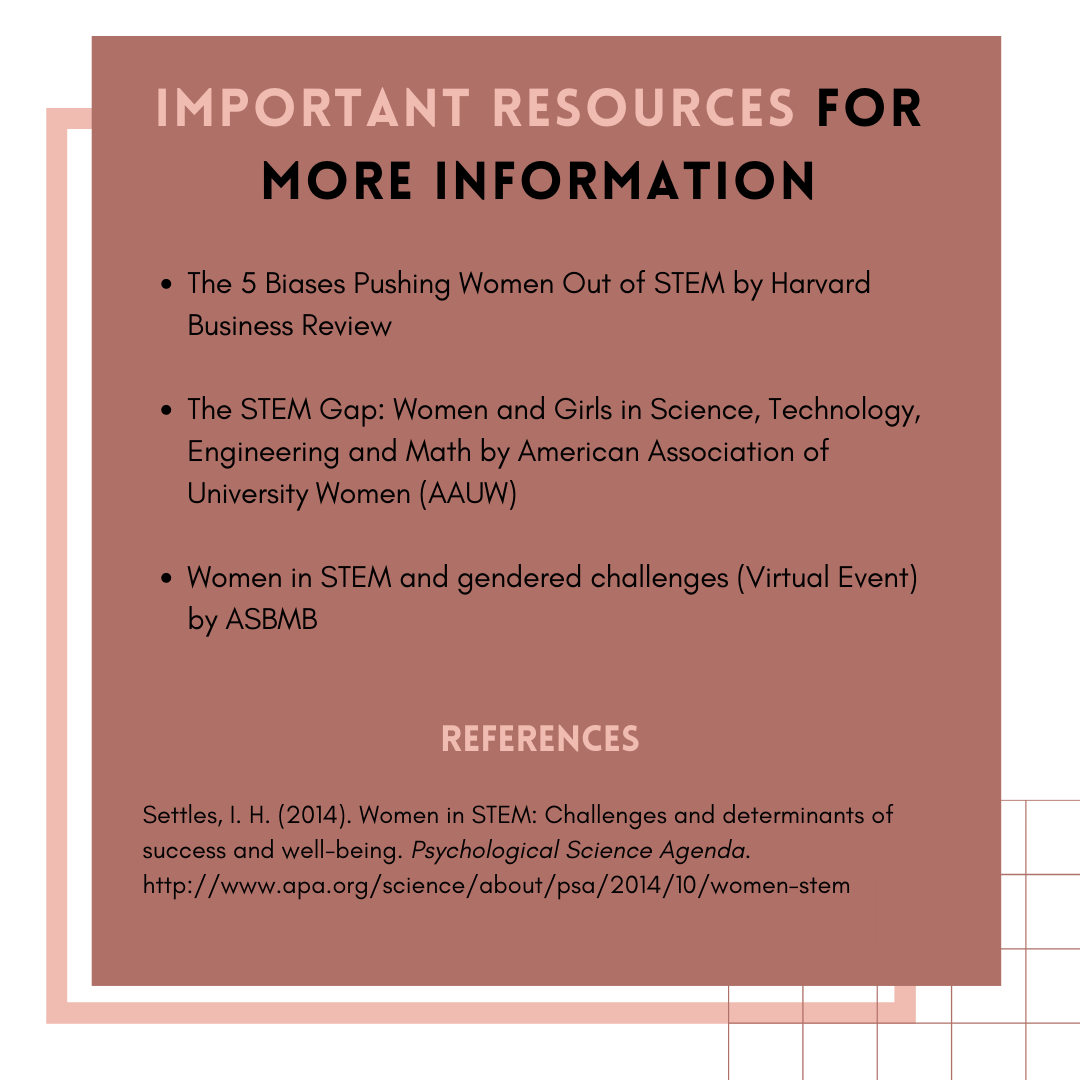 IMPORTANT RESOURCES FOR
MORE INFORMATION
• The 5 Biases Pushing Women Out of STEM by Harvard
Business Review
• The STEM Gap: Women and Girls in Science, Technology,
Engineering and Math by American Association of
University Women (AAUW)
• Women in STEM and gendered challenges (Virtual Event)
by ASBMB
REFERENCES
Settles, I. H. (2014). Women in STEM: Challenges and determinants of
success and well-being. Psychological Science Agenda.
http://www.apa.org/science/about/psa/2014/10/women-stem